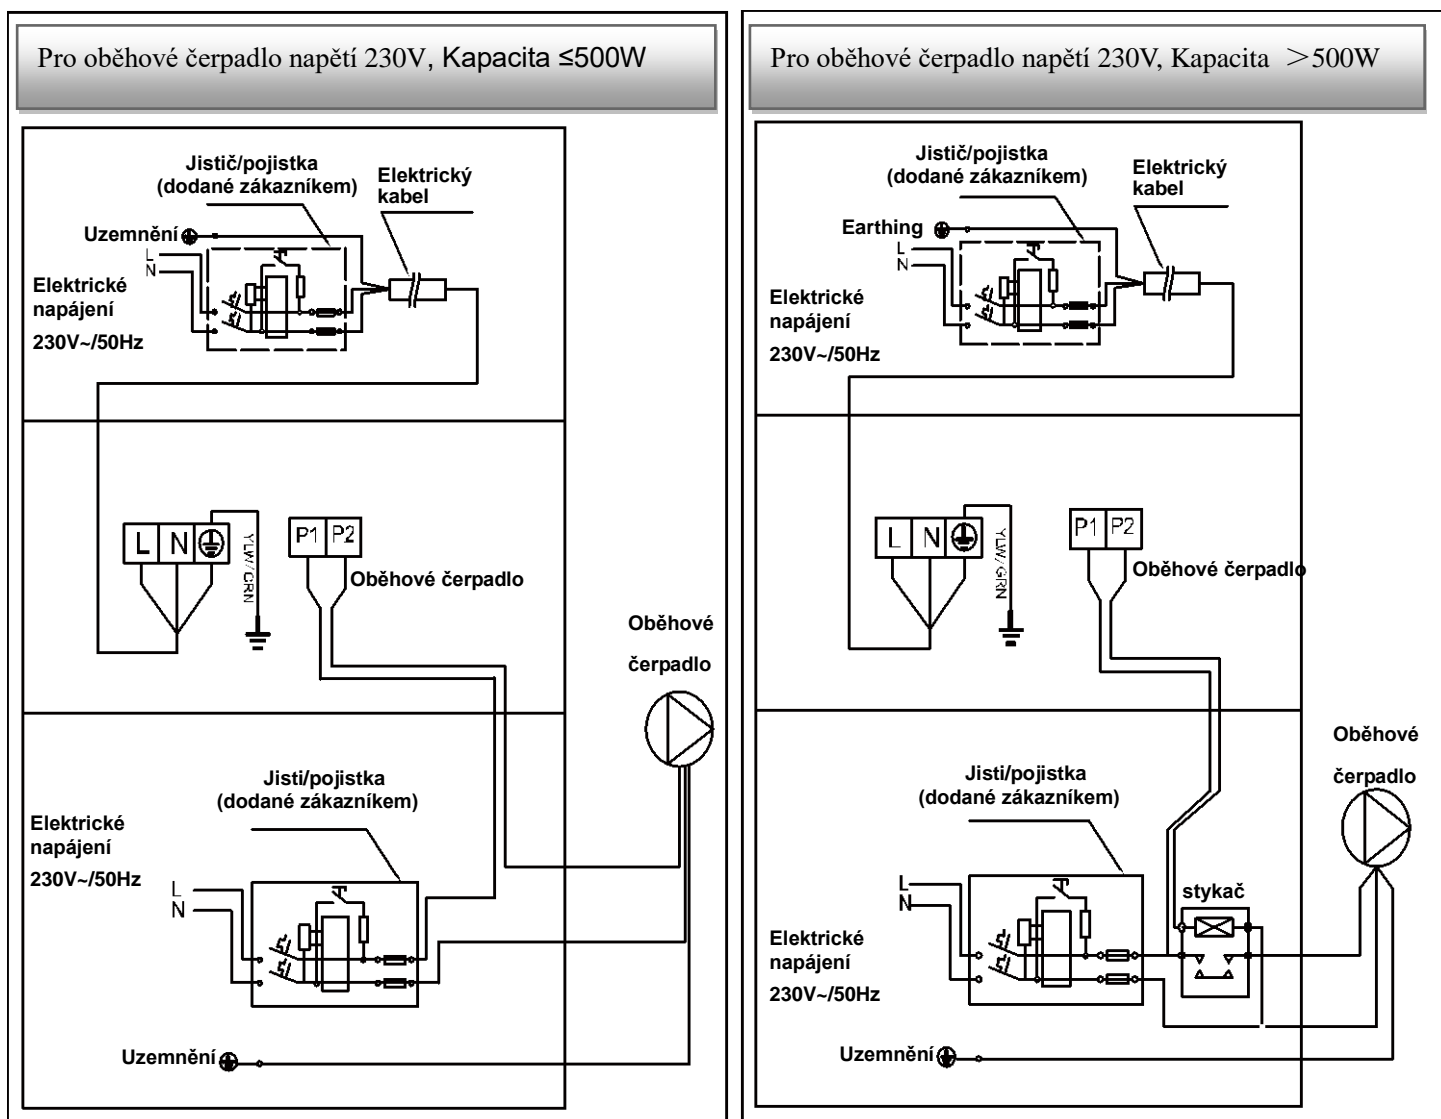 Pro oběhové čerpadlo napětí 230V, Kapacita ≤500W
Jistič/pojistka
(dodané zákazníkem)
Elektrický
kabel
Uzemnění
L
N
Elektrické
napájení
230V~/50Hz
L N
YLW/GRN
P1 P2
Oběhové čerpadlo
Oběhové
čerpadlo
Jisti/pojistka
(dodané zákazníkem)
Elektrické
napájení
230V~/50Hz
L
N
Uzemnění
Pro oběhové čerpadlo napětí 230V, Kapacita >500W
Jistič/pojistka
(dodané zákazníkem)
Elektrický
kabel
Earthing
L
N
Elektrické
napájení
230V~/50Hz
L N
YLW/GRN
P1 P2
Oběhové čerpadlo
Oběhové
čerpadlo
Jisti/pojistka
(dodané zákazníkem)
stykač
L
N
Elektrické
napájení
230V~/50Hz
Uzemnění